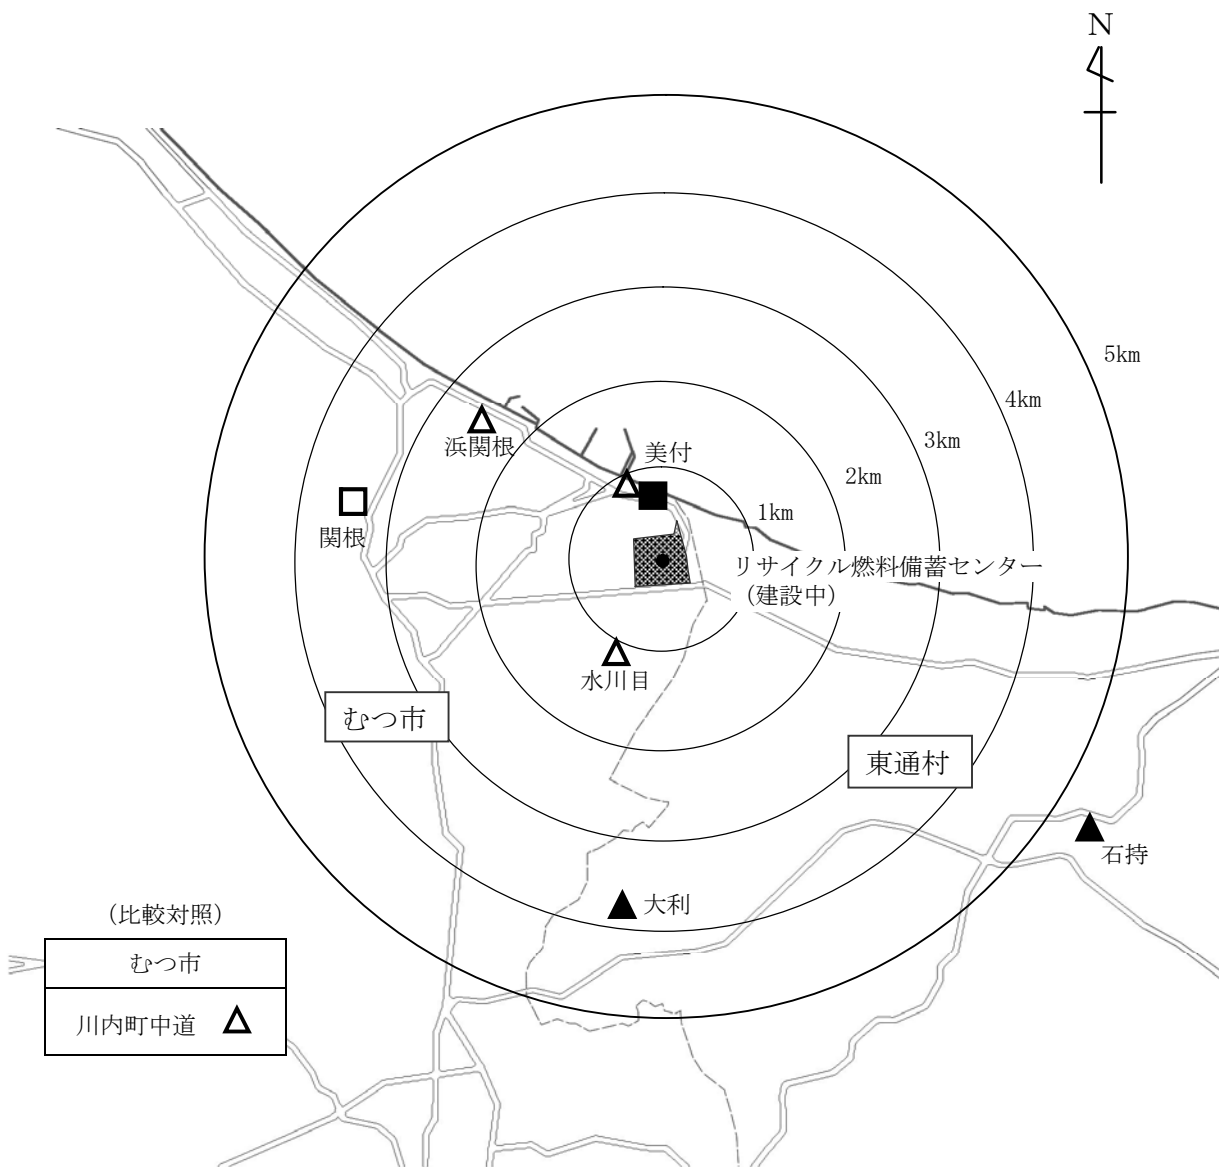 N
5km
4km
3km
2km
1km
浜関根
美付
関根
リサイクル燃料備蓄センター
（建設中）
水川目
むつ市
東通村
石持
大利
（比較対照）
むつ市
川内町中道